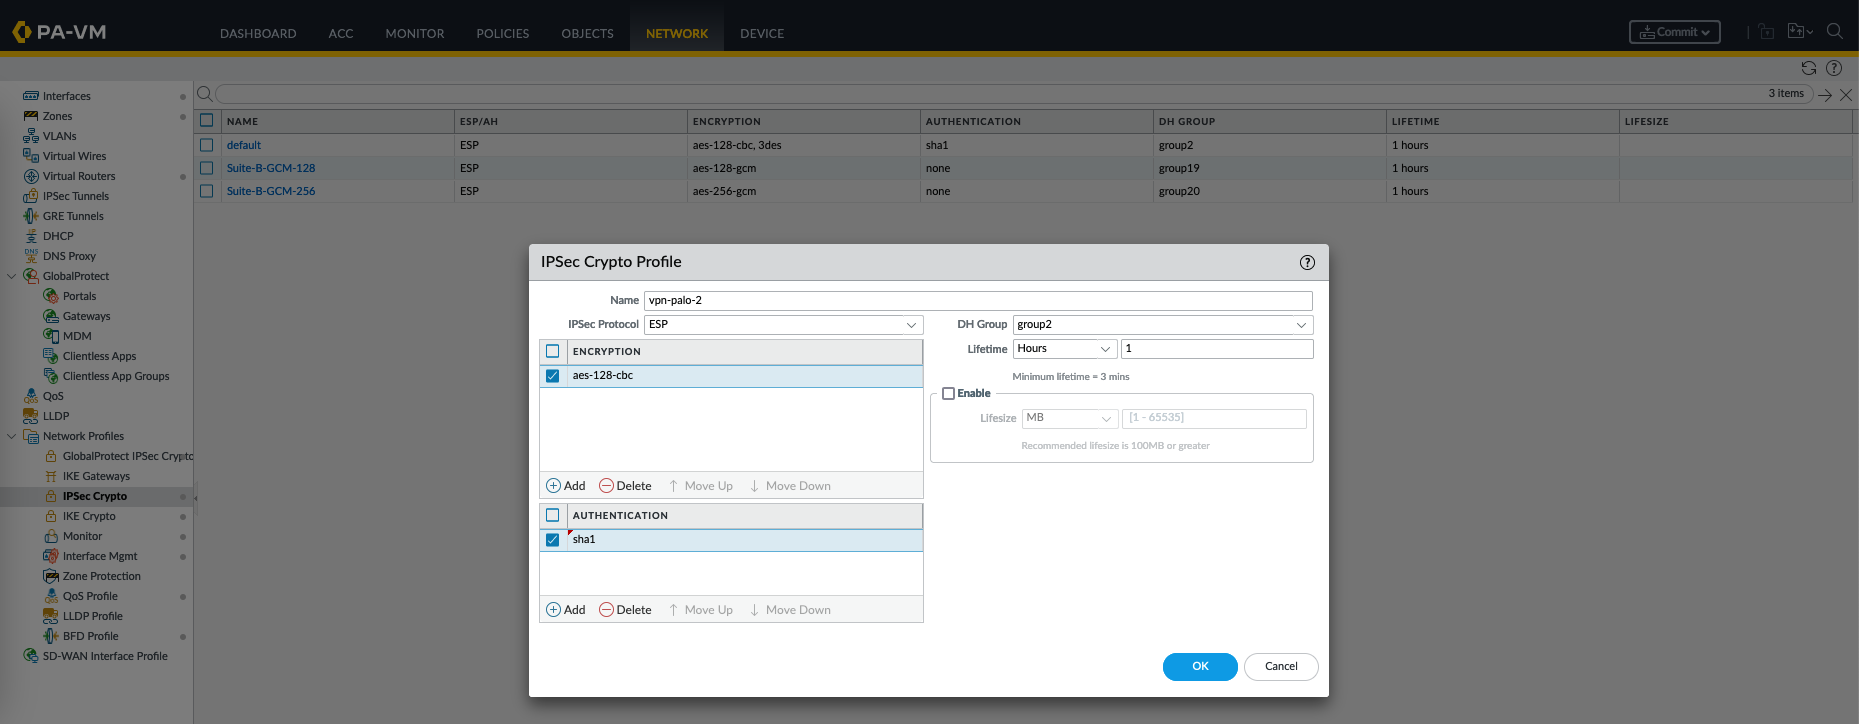 PA-VM
DASHBOARD ACC MONITOR POLICIES OBJECTS NETWORK DEVICE
Commit
3 items
Interfaces
Zones
VLANs
Virtual Wires
Virtual Routers
IPSec Tunnels
GRE Tunnels
DHCP
DNS Proxy
GlobalProtect
Portals
Gateways
MDM
Clientless Apps
Clientless App Groups
QoS
LLDP
Network Profiles
GlobalProtect IPSec Crypto
IKE Gateways
IPSec Crypto
IKE Crypto
Monitor
Interface Mgmt
Zone Protection
QoS Profile
LLDP Profile
BFD Profile
SD-WAN Interface Profile
NAME ESP/AH ENCRYPTION AUTHENTICATION DH GROUP LIFETIME LIFESIZE
default ESP aes-128-cbc, 3des sha1 group2 1 hours
Suite-B-GCM-128 ESP aes-128-gcm none group19 1 hours
Suite-B-GCM-256 ESP aes-256-gcm none group20 1 hours
IPSec Crypto Profile
Name vpn-palo-2
IPSec Protocol ESP
ENCRYPTION
aes-128-cbc
Add Delete Move Up Move Down
AUTHENTICATION
sha1
Add Delete Move Up Move Down
DH Group group2
Lifetime Hours 1
Minimum lifetime = 3 mins
Enable
Lifesize MB [1 - 65535]
Recommended lifesize is 100MB or greater
OK Cancel